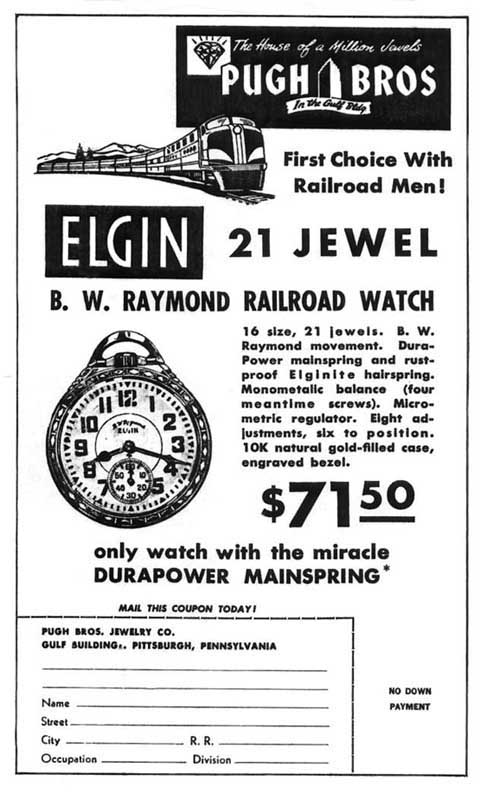 The House of a Million Jewels
PUGH BROS
In the Gulf Bldg
First Choice With
Railroad Men!
ELGIN 21 JEWEL
B. W. RAYMOND RAILROAD WATCH
16 size, 21 jewels. B. W.
Raymond movement. Dura-
Power mainspring and rust-
proof Elginite hairspring.
Monometalic balance (four
meantime screws). Micro-
metric regulator. Eight ad-
justments, six to position.
10K natural gold-filled case,
engraved bezel.
ELGIN
$71 50
only watch with the miracle
DURAPOWER MAINSPRING*
MAIL THIS COUPON TODAY!
PUGH BROS. JEWELRY CO.
GULF BUILDING., PITTSBURGH, PENNSYLVANIA
Name
Street
City R. R.
Occupation Division
NO DOWN
PAYMENT